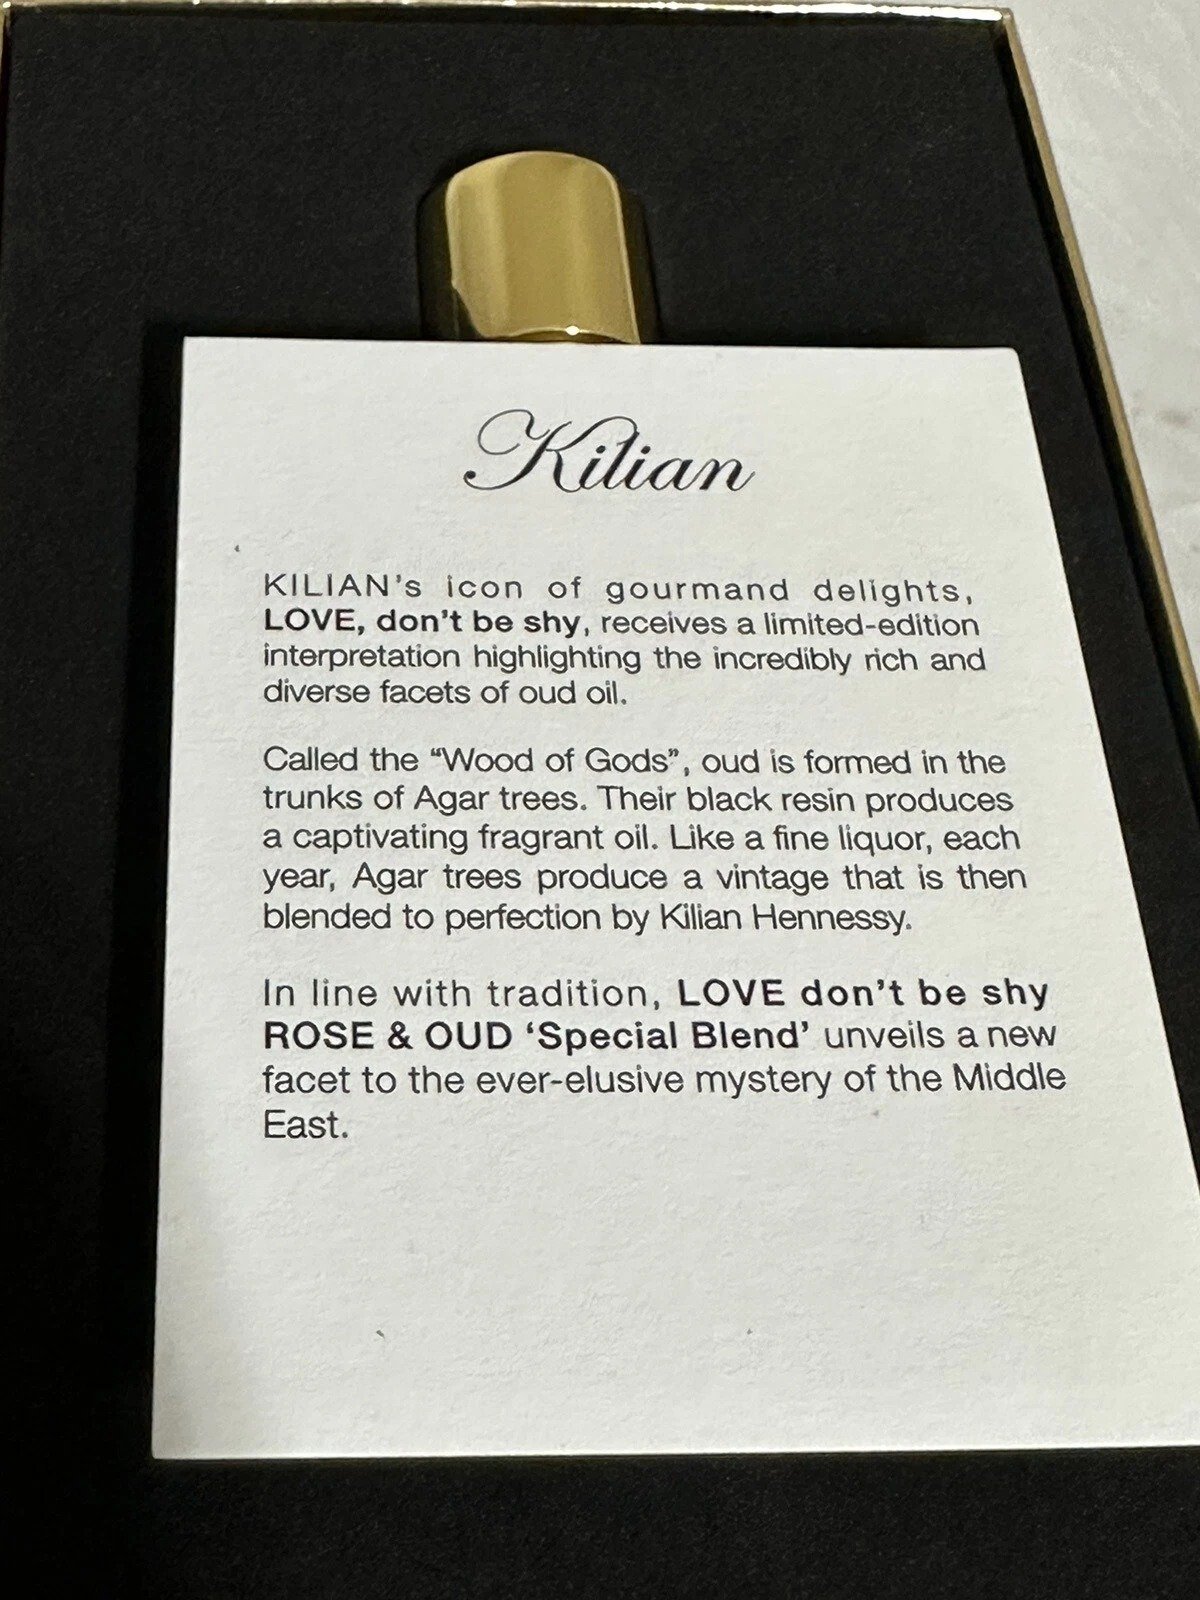 Kilian
KILIAN's icon of gourmand delights,
LOVE, don't be shy, receives a limited-edition
interpretation highlighting the incredibly rich and
diverse facets of oud oil.
Called the “Wood of Gods”, oud is formed in the
trunks of Agar trees. Their black resin produces
a captivating fragrant oil. Like a fine liquor, each
year, Agar trees produce a vintage that is then
blended to perfection by Kilian Hennessy.
In line with tradition, LOVE don't be shy
ROSE & OUD ‘Special Blend’ unveils a new
facet to the ever-elusive mystery of the Middle
East.